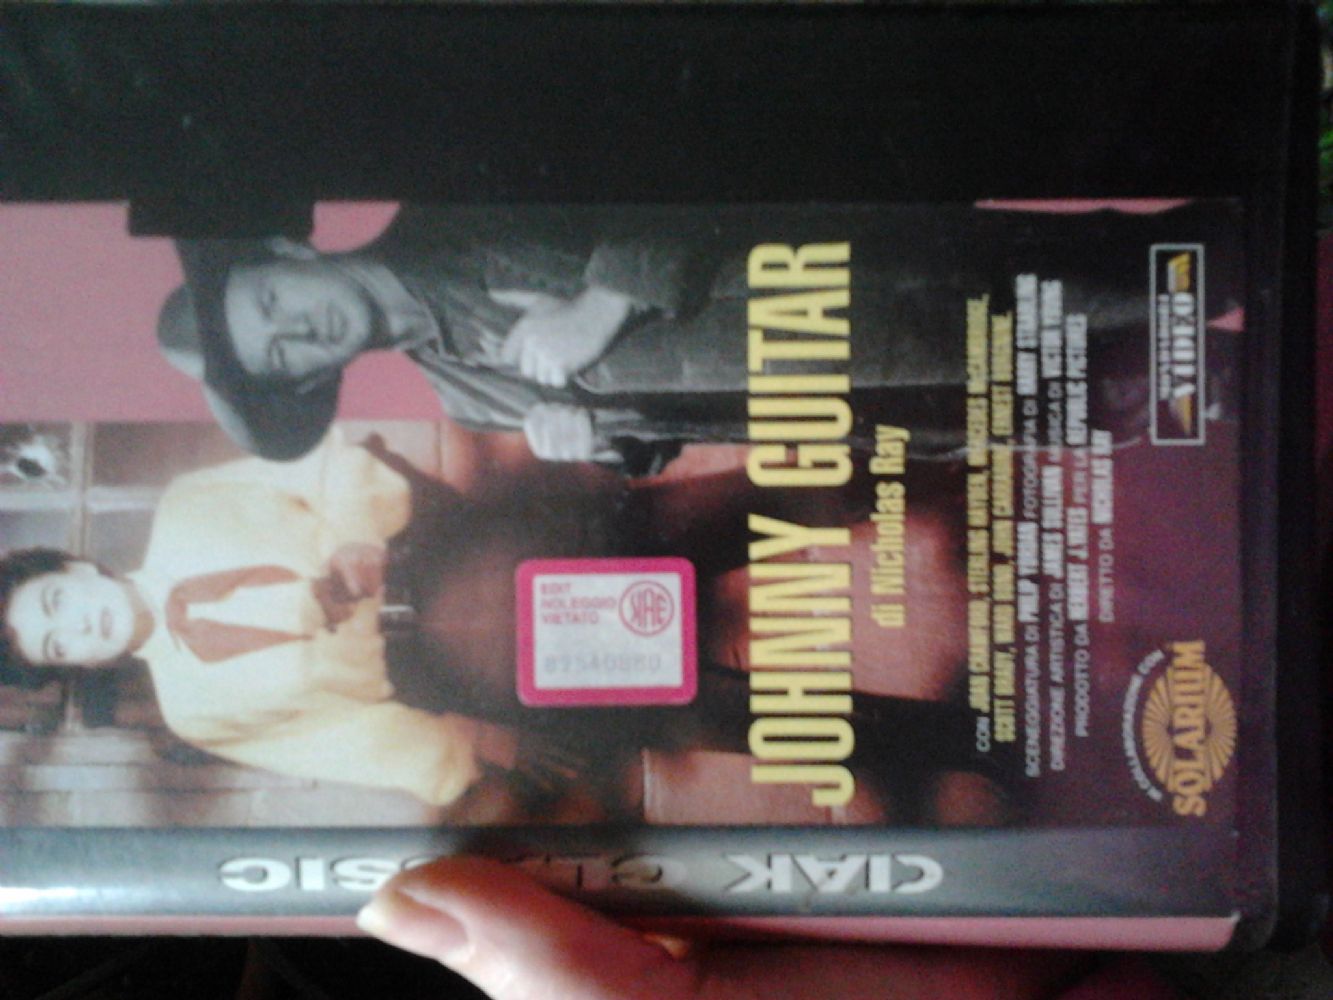 CIAK CLASSIC
EDIT
NOLEGGIO
VIETATO
SIAE
JOHNNY GUITAR
di Nicholas Ray
CON JOAN CRAWFORD, STERLING HAYDEN, MERCEDES McCAMBRIDGE,
SCOTT BRADY, WARD BOND, JOHN CARRADINE, ERNEST BORGNINE.
SCENEGGIATURA DI PHILIP YORDAN FOTOGRAFIA DI HARRY STRADLING
DIREZIONE ARTISTICA DI JAMES SULLIVAN MUSICA DI VICTOR YOUNG
PRODOTTO DA HERBERT J. YATES PER LA REPUBLIC PICTURES
DIRETTO DA NICHOLAS RAY
IN COLLABORAZIONE CON
SOLARIUM
VIDEO